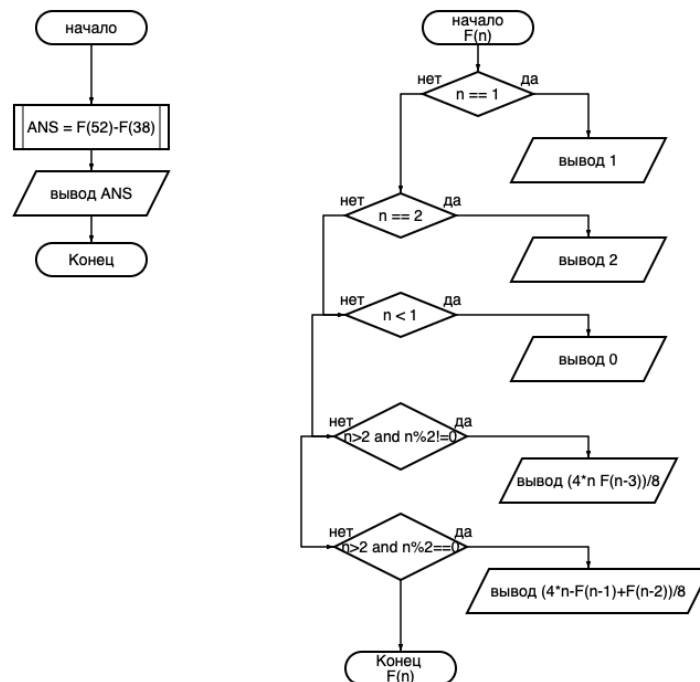 начало
ANS = F(52)-F(38)
вывод ANS
Конец
начало
F(n)
нет
да
n == 1
вывод 1
нет
да
n == 2
вывод 2
нет
да
n < 1
вывод 0
нет
да
n>2 and n%2!=0
вывод (4*n F(n-3))/8
нет
да
n>2 and n%2==0
вывод (4*n-F(n-1)+F(n-2))/8
Конец
F(n)